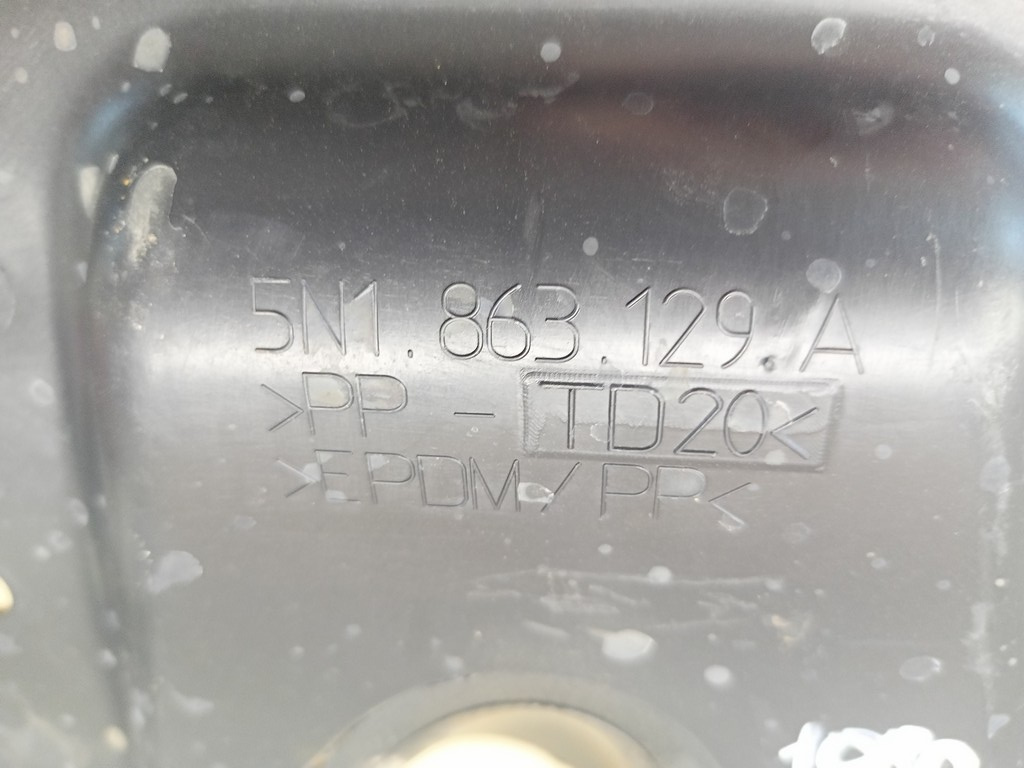 5N1.863.129.A
>PP - TD20<
>EPDM/PP<